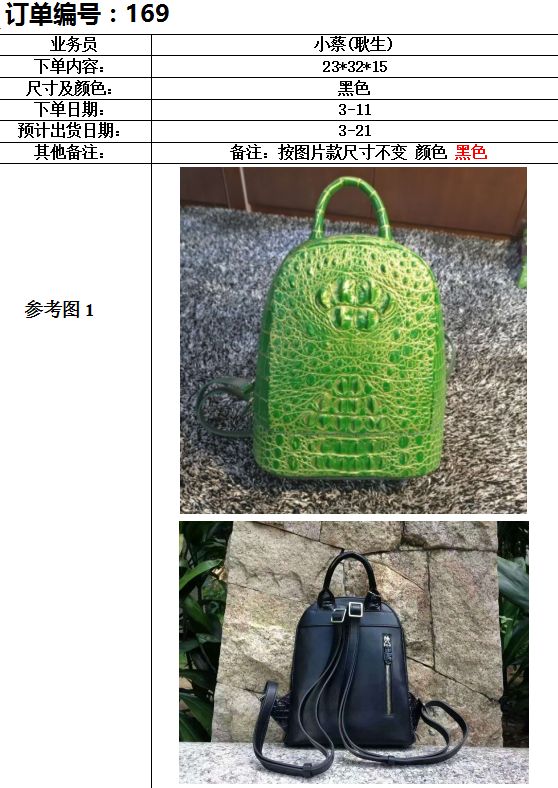 订单编号：169
业务员 小蔡(耿生)
下单内容： 23*32*15
尺寸及颜色： 黑色
下单日期： 3-11
预计出货日期： 3-21
其他备注： 备注：按图片款尺寸不变 颜色 黑色
参考图 1